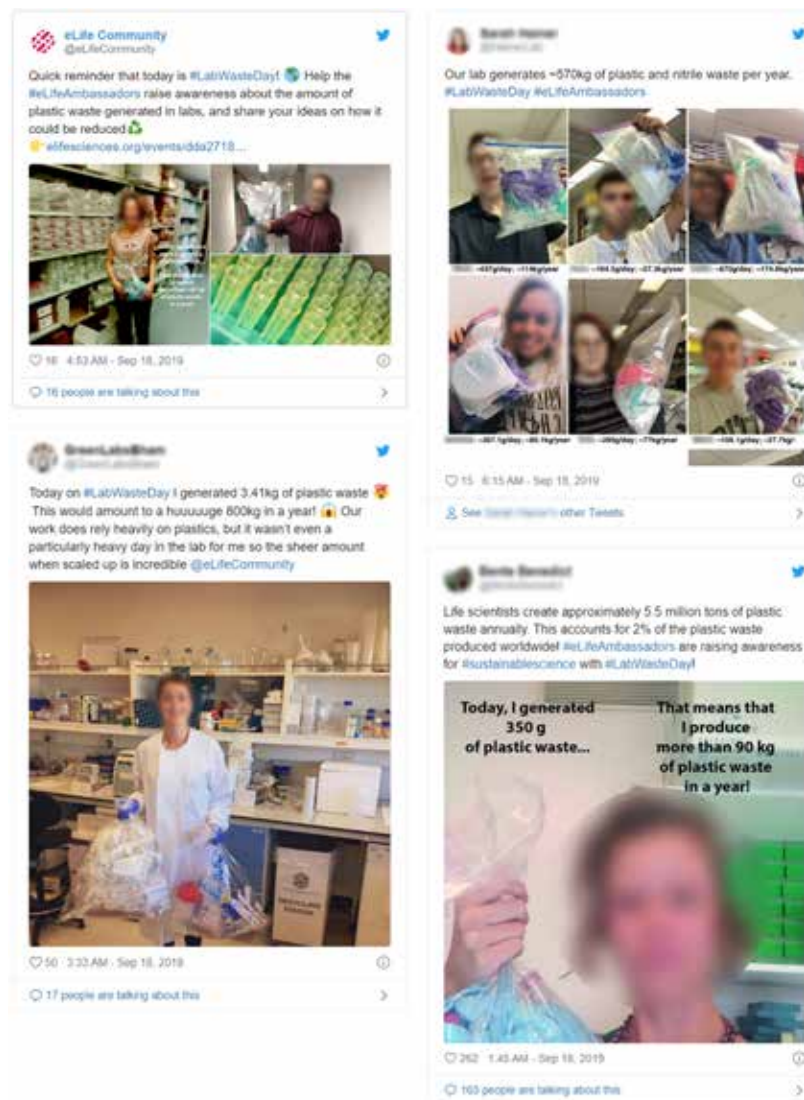 eLife Community
@eLifeCommunity
Quick reminder that today is #LabWasteDay! Help the
#eLifeAmbassadors raise awareness about the amount of
plastic waste generated in labs, and share your ideas on how it
could be reduced
elifesciences.org/events/dda2718...
16 4:53 AM - Sep 18, 2019
16 people are talking about this
Today on #LabWasteDay I generated 3.41kg of plastic waste
This would amount to a huuuuge 800kg in a year! Our
work does rely heavily on plastics, but it wasn't even a
particularly heavy day in the lab for me so the sheer amount
when scaled up is incredible @eLifeCommunity
50 3:33 AM - Sep 18, 2019
17 people are talking about this
Our lab generates ~570kg of plastic and nitrile waste per year.
#LabWasteDay #eLifeAmbassadors
15 6:15 AM - Sep 18, 2019
See other Tweets
Life scientists create approximately 5.5 million tons of plastic
waste annually. This accounts for 2% of the plastic waste
produced worldwide! #eLifeAmbassadors are raising awareness
for #sustainablescience with #LabWasteDay!
Today, I generated
350 g
of plastic waste...
That means that
I produce
more than 90 kg
of plastic waste
in a year!
262 1:45 AM - Sep 18, 2019
163 people are talking about this